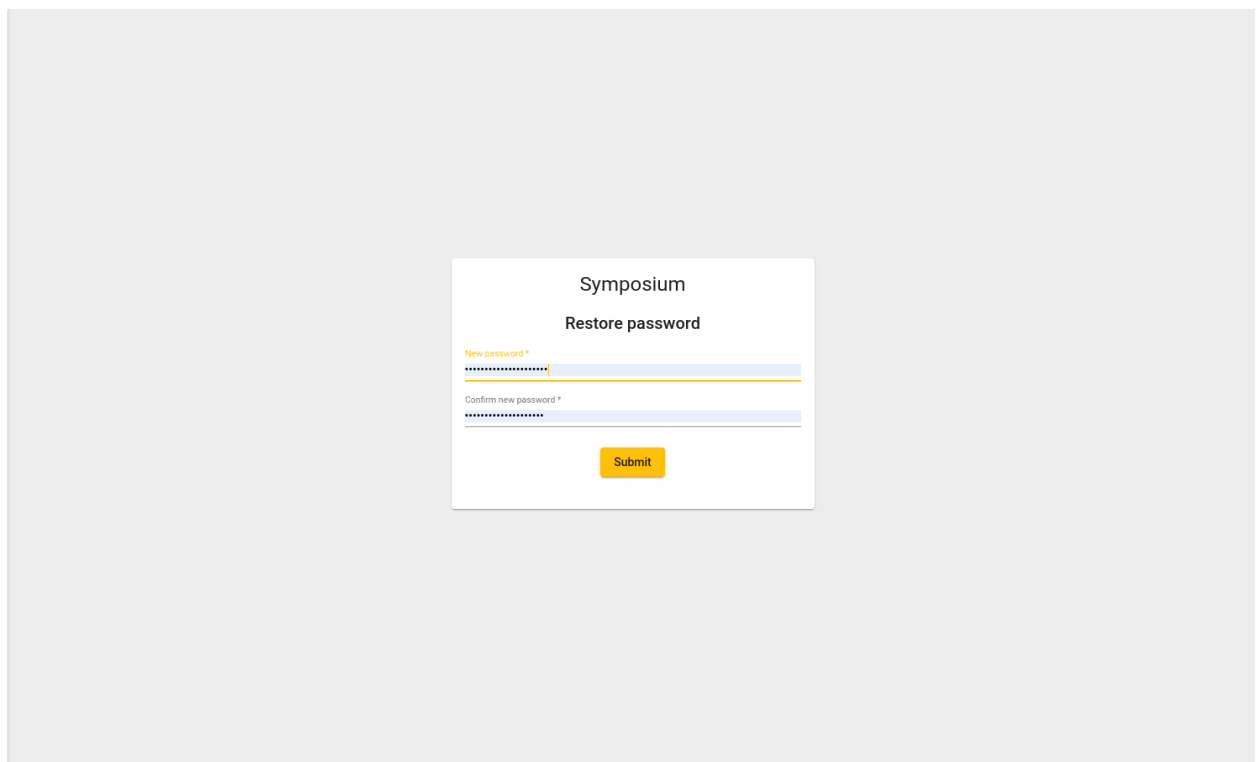 Symposium
Restore password
New password *
•••••••••••••••••••••
Confirm new password *
••••••••••••••••••••
Submit